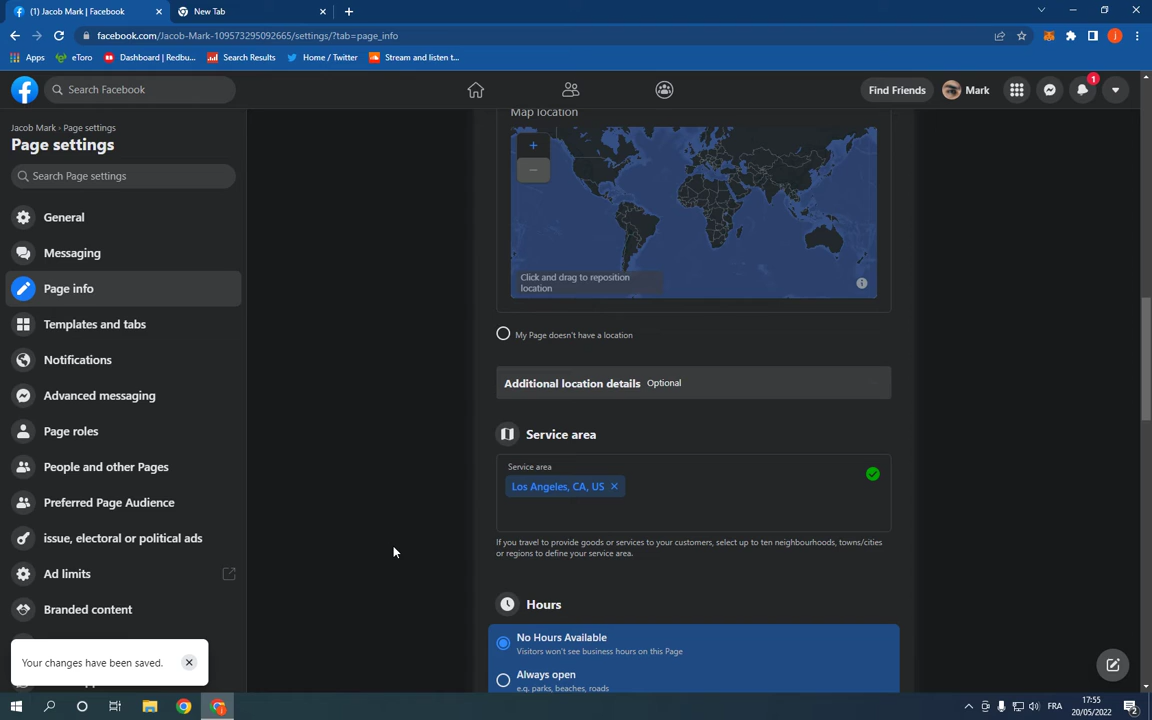 (1) Jacob Mark | Facebook
New Tab
facebook.com/Jacob-Mark-109573295092665/settings/?tab=page_info
Apps
eToro
Dashboard | Redbu...
Search Results
Home / Twitter
Stream and listen t...
Search Facebook
Find Friends
Mark
1
Jacob Mark › Page settings
Page settings
Search Page settings
General
Messaging
Page info
Templates and tabs
Notifications
Advanced messaging
Page roles
People and other Pages
Preferred Page Audience
issue, electoral or political ads
Ad limits
Branded content
Your changes have been saved.
Map location
Click and drag to reposition
location
My Page doesn't have a location
Additional location details Optional
Service area
Service area
Los Angeles, CA, US
If you travel to provide goods or services to your customers, select up to ten neighbourhoods, towns/cities
or regions to define your service area.
Hours
No Hours Available
Visitors won't see business hours on this Page
Always open
e.g. parks, beaches, roads
FRA
17:55
20/05/2022
2